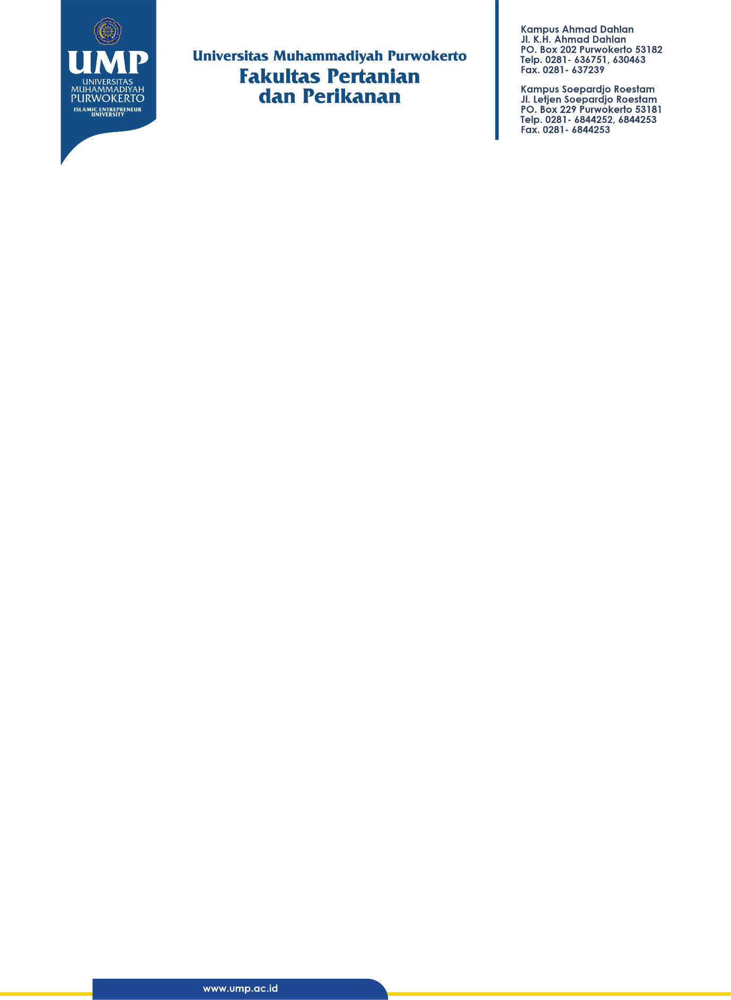 UMP
UNIVERSITAS
MUHAMMADIYAH
PURWOKERTO
ISLAMIC ENTREPRENEUR
UNIVERSITY
Universitas Muhammadiyah Purwokerto
Fakultas Pertanian
dan Perikanan
Kampus Ahmad Dahlan
Jl. K.H. Ahmad Dahlan
PO. Box 202 Purwokerto 53182
Telp. 0281- 636751, 630463
Fax. 0281- 637239
Kampus Soepardjo Roestam
Jl. Letjen Soepardjo Roestam
PO. Box 229 Purwokerto 53181
Telp. 0281- 6844252, 6844253
Fax. 0281- 6844253
www.ump.ac.id